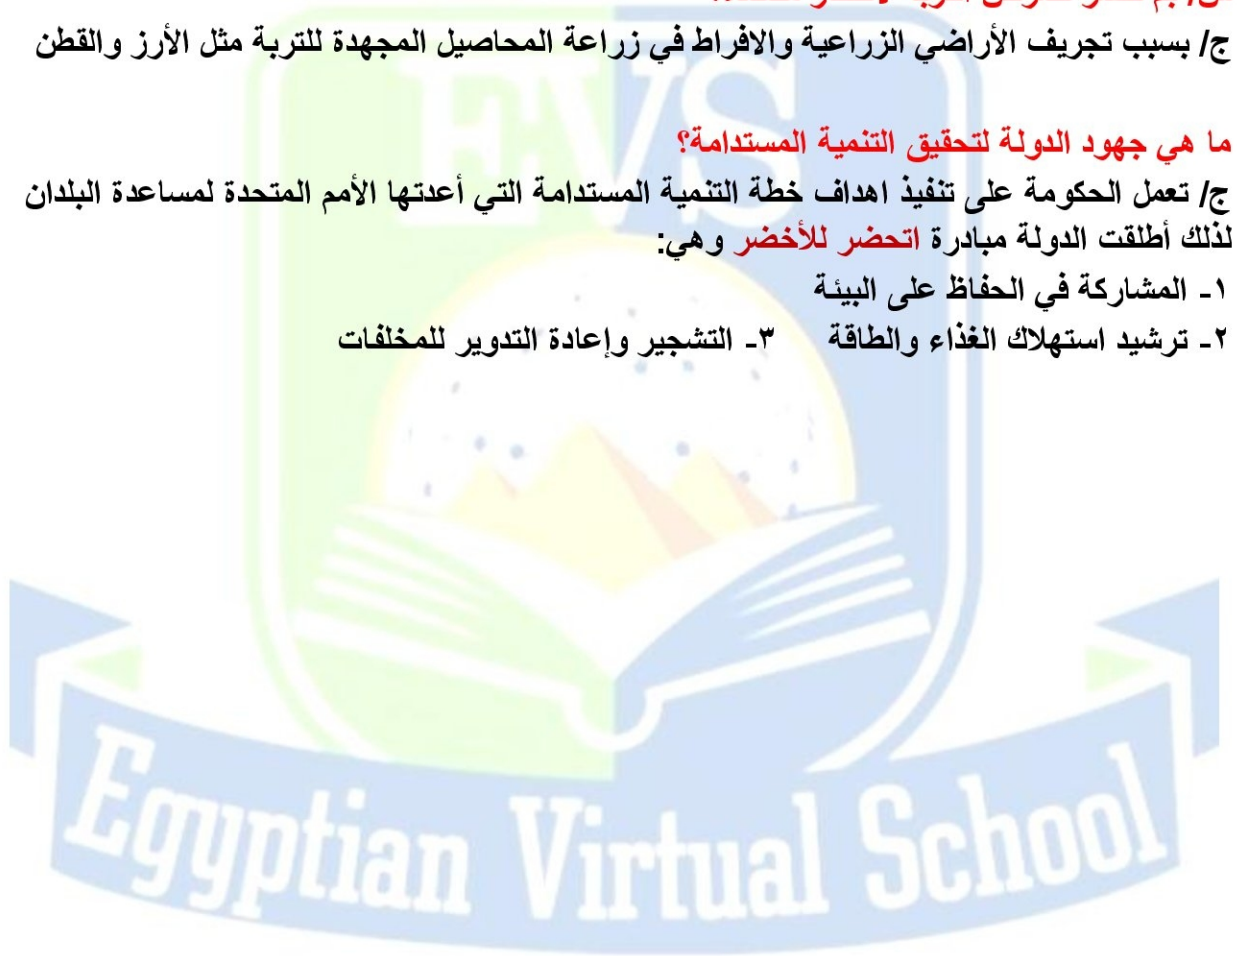 ج/ بسبب تجريف الأراضي الزراعية والافراط في زراعة المحاصيل المجهدة للتربة مثل الأرز والقطن
ما هي جهود الدولة لتحقيق التنمية المستدامة؟
ج/ تعمل الحكومة على تنفيذ اهداف خطة التنمية المستدامة التي أعدتها الأمم المتحدة لمساعدة البلدان
لذلك أطلقت الدولة مبادرة اتحضر للأخضر وهي:
١- المشاركة في الحفاظ على البيئة
٢- ترشيد استهلاك الغذاء والطاقة ٣- التشجير وإعادة التدوير للمخلفات
EVS
Egyptian Virtual School